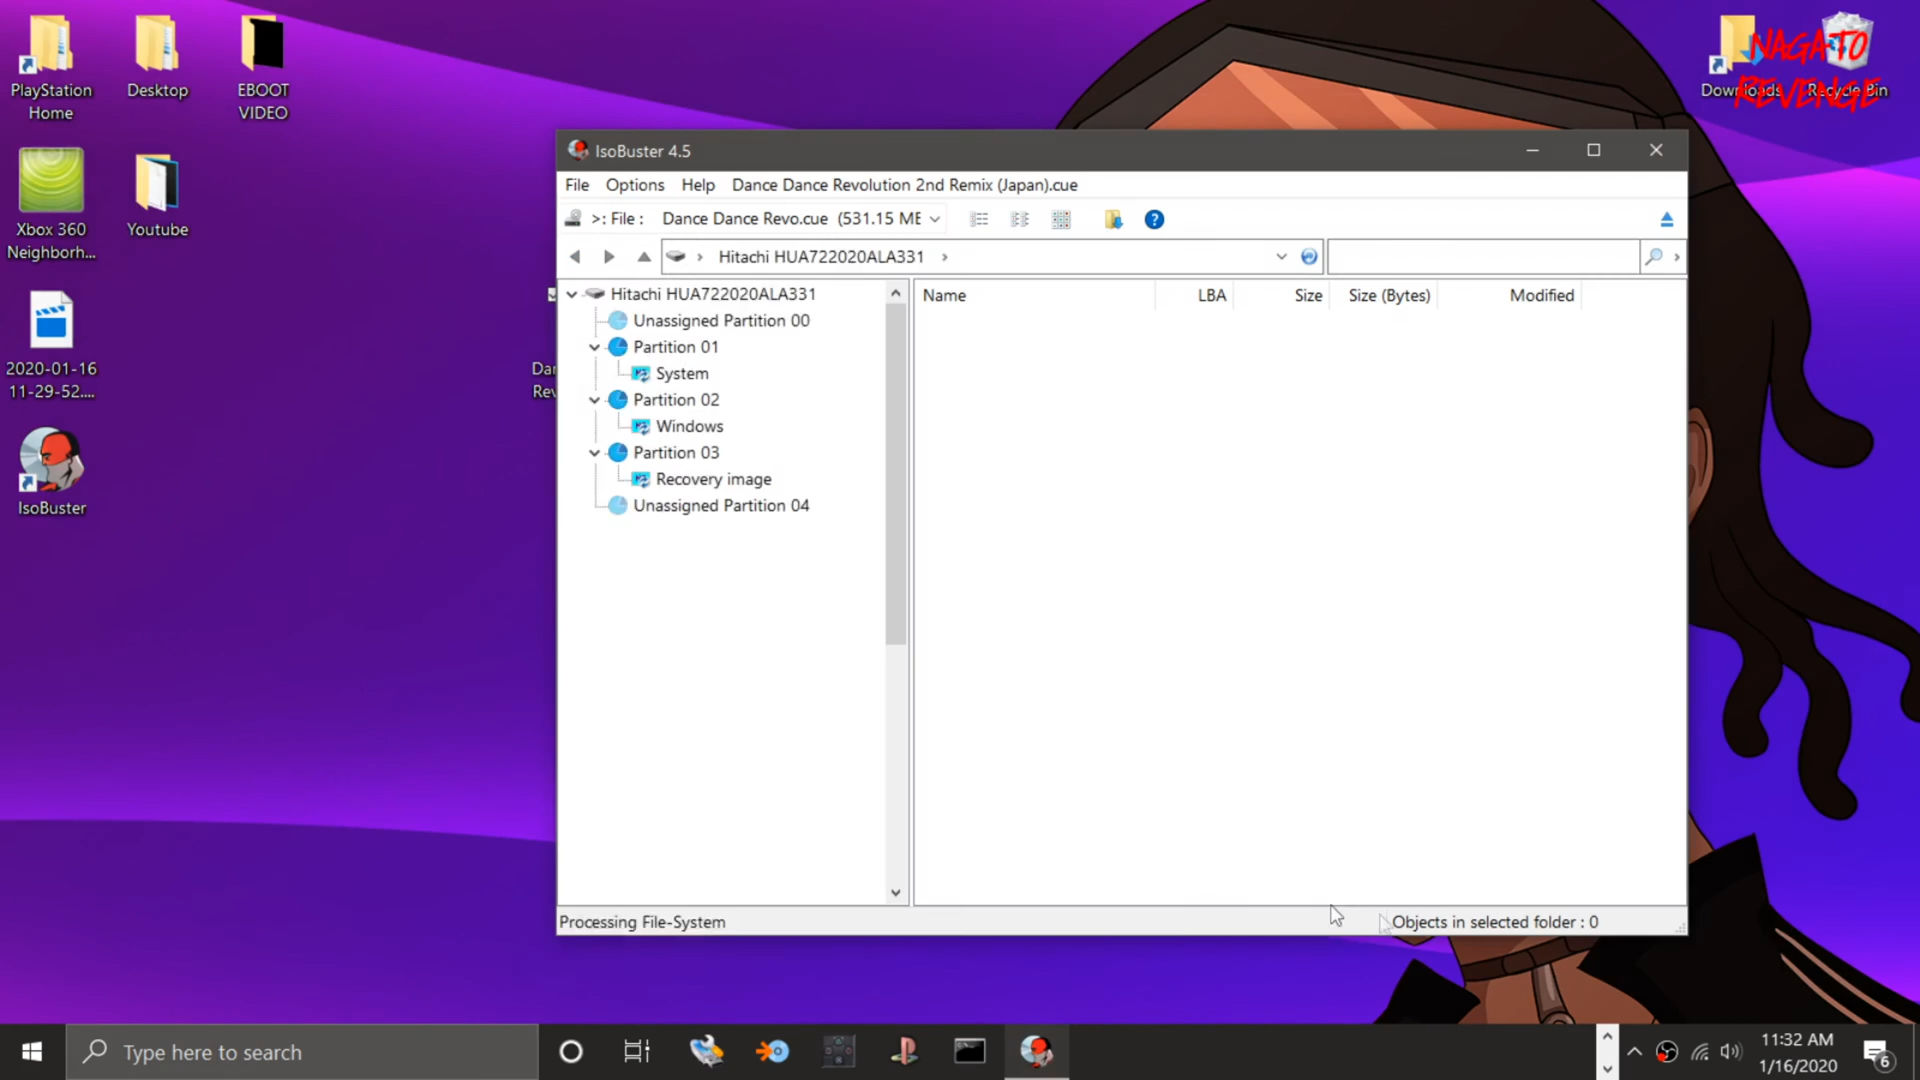 PlayStation
Home
Desktop
EBOOT
VIDEO
Downloads
Recycle Bin
NAGATO
REVENGE
Xbox 360
Neighborh...
Youtube
2020-01-16
11-29-52....
IsoBuster
Dan
Rev
IsoBuster 4.5
File Options Help Dance Dance Revolution 2nd Remix (Japan).cue
>: File : Dance Dance Revo.cue (531.15 ME
?
› Hitachi HUA722020ALA331 ›
Hitachi HUA722020ALA331
Unassigned Partition 00
Partition 01
System
Partition 02
Windows
Partition 03
Recovery image
Unassigned Partition 04
Name LBA Size Size (Bytes) Modified
Processing File-System
Objects in selected folder : 0
Type here to search
11:32 AM
1/16/2020
6